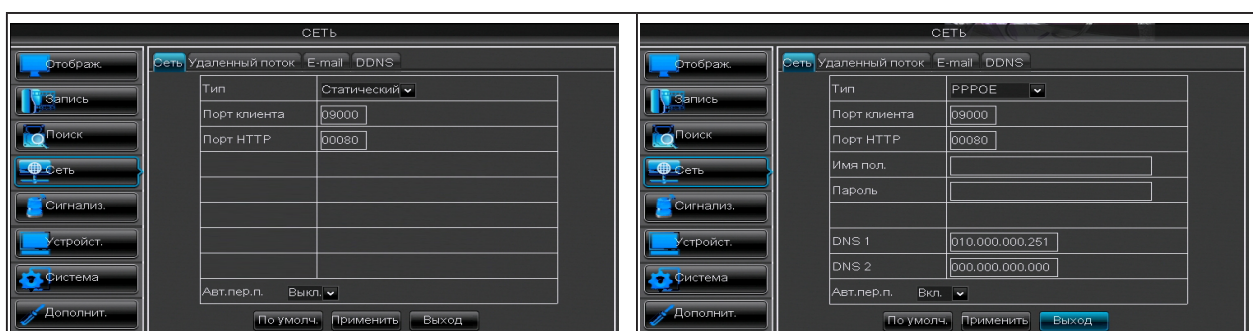 СЕТЬ
Отображ.
Запись
Поиск
Сеть
Сигнализ.
Устройст.
Система
Дополнит.
Сеть Удаленный поток E-mail DDNS
Тип Статический
Порт клиента 09000
Порт HTTP 00080
Авт.пер.п. Выкл.
По умолч. Применить Выход
СЕТЬ
Отображ.
Запись
Поиск
Сеть
Сигнализ.
Устройст.
Система
Дополнит.
Сеть Удаленный поток E-mail DDNS
Тип PPPOE
Порт клиента 09000
Порт HTTP 00080
Имя пол.
Пароль
DNS 1 010.000.000.251
DNS 2 000.000.000.000
Авт.пер.п. Вкл.
По умолч. Применить Выход